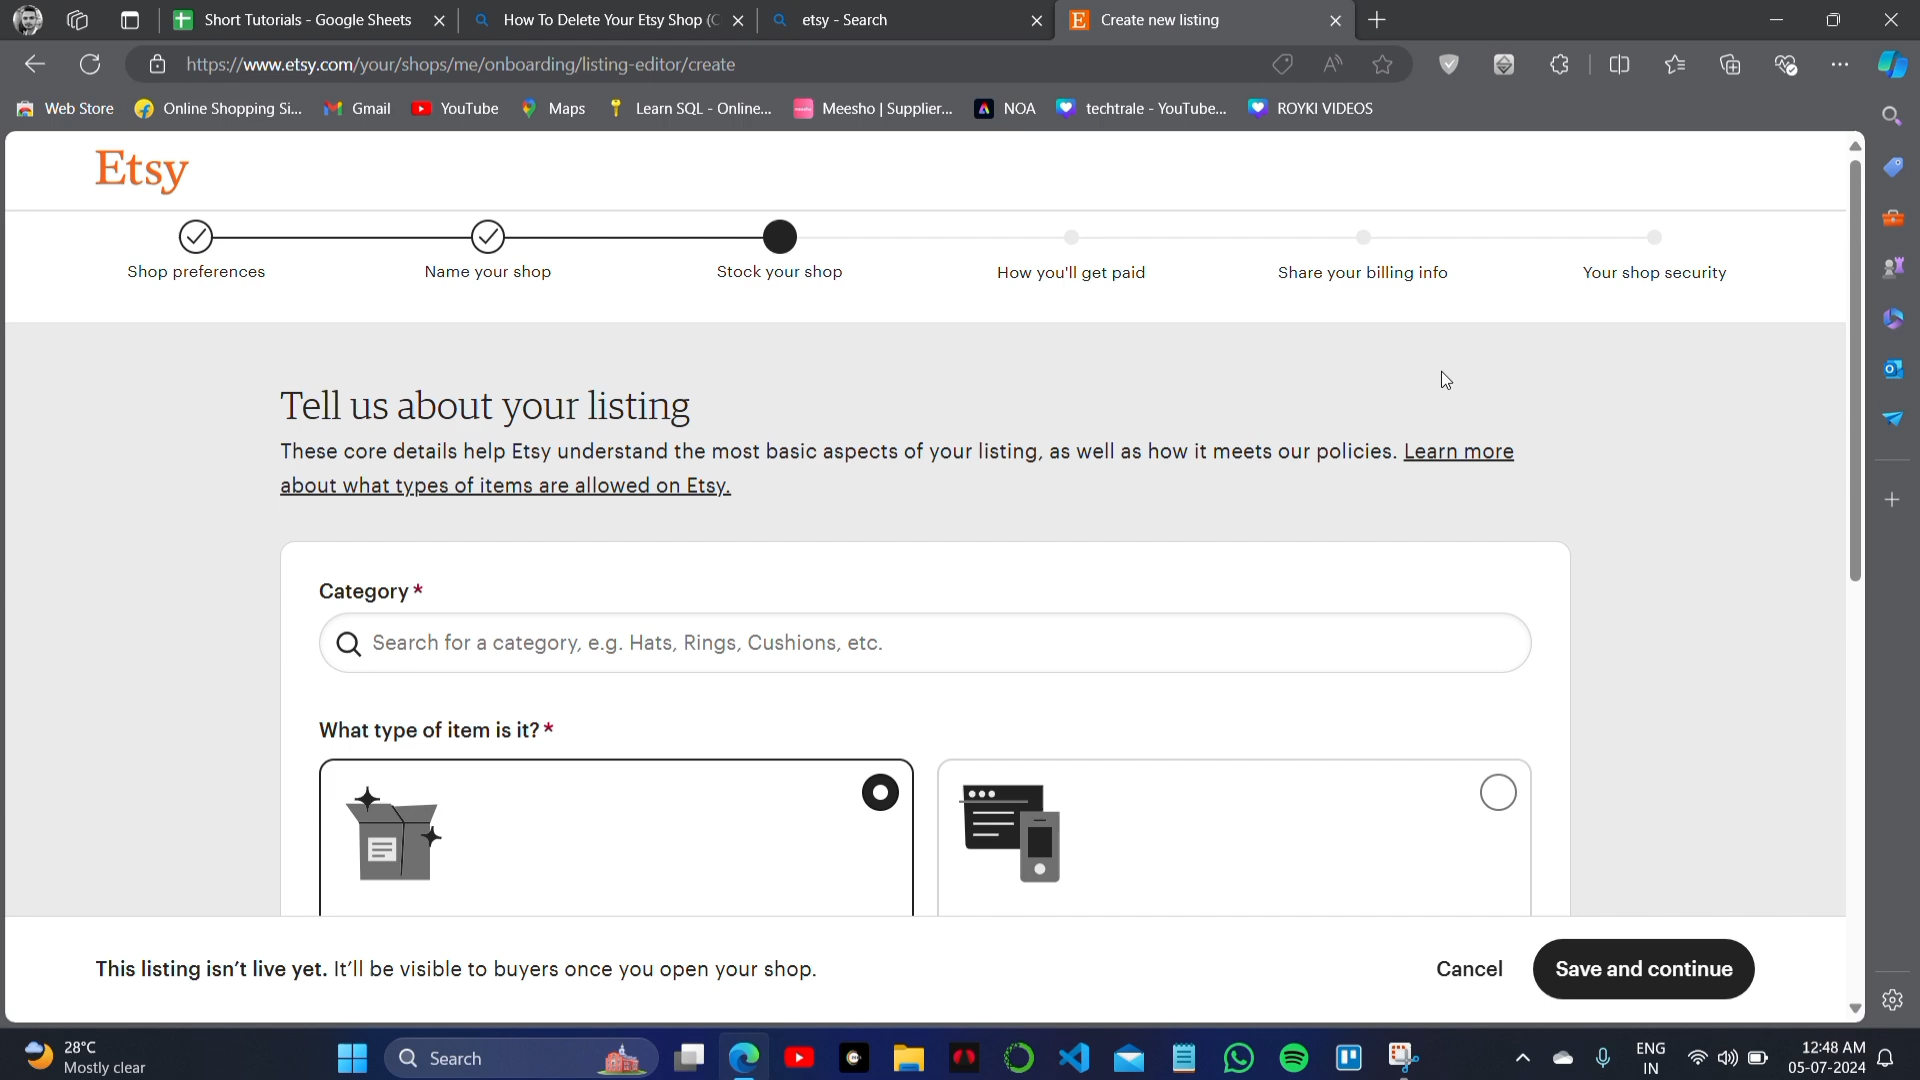 Short Tutorials - Google Sheets
How To Delete Your Etsy Shop (C
etsy - Search
E Create new listing
https://www.etsy.com/your/shops/me/onboarding/listing-editor/create
Web Store
Online Shopping Si...
Gmail
YouTube
Maps
Learn SQL - Online...
Meesho | Supplier...
NOA
techtrale - YouTube...
ROYKI VIDEOS
Etsy
Shop preferences
Name your shop
Stock your shop
How you'll get paid
Share your billing info
Your shop security
Tell us about your listing
These core details help Etsy understand the most basic aspects of your listing, as well as how it meets our policies. Learn more
about what types of items are allowed on Etsy.
Category *
Search for a category, e.g. Hats, Rings, Cushions, etc.
What type of item is it? *
This listing isn't live yet. It'll be visible to buyers once you open your shop.
Cancel
Save and continue
28°C
Mostly clear
Search
ENG
IN
12:48 AM
05-07-2024